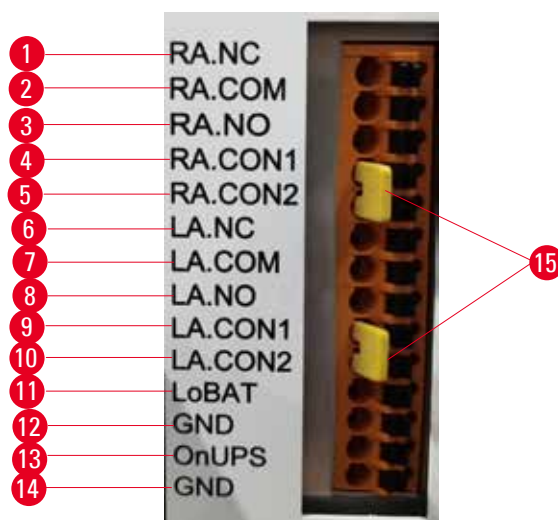 1 RA.NC
2 RA.COM
3 RA.NO
4 RA.CON1
5 RA.CON2
6 LA.NC
7 LA.COM
8 LA.NO
9 LA.CON1
10 LA.CON2
11 LoBAT
12 GND
13 OnUPS
14 GND
15